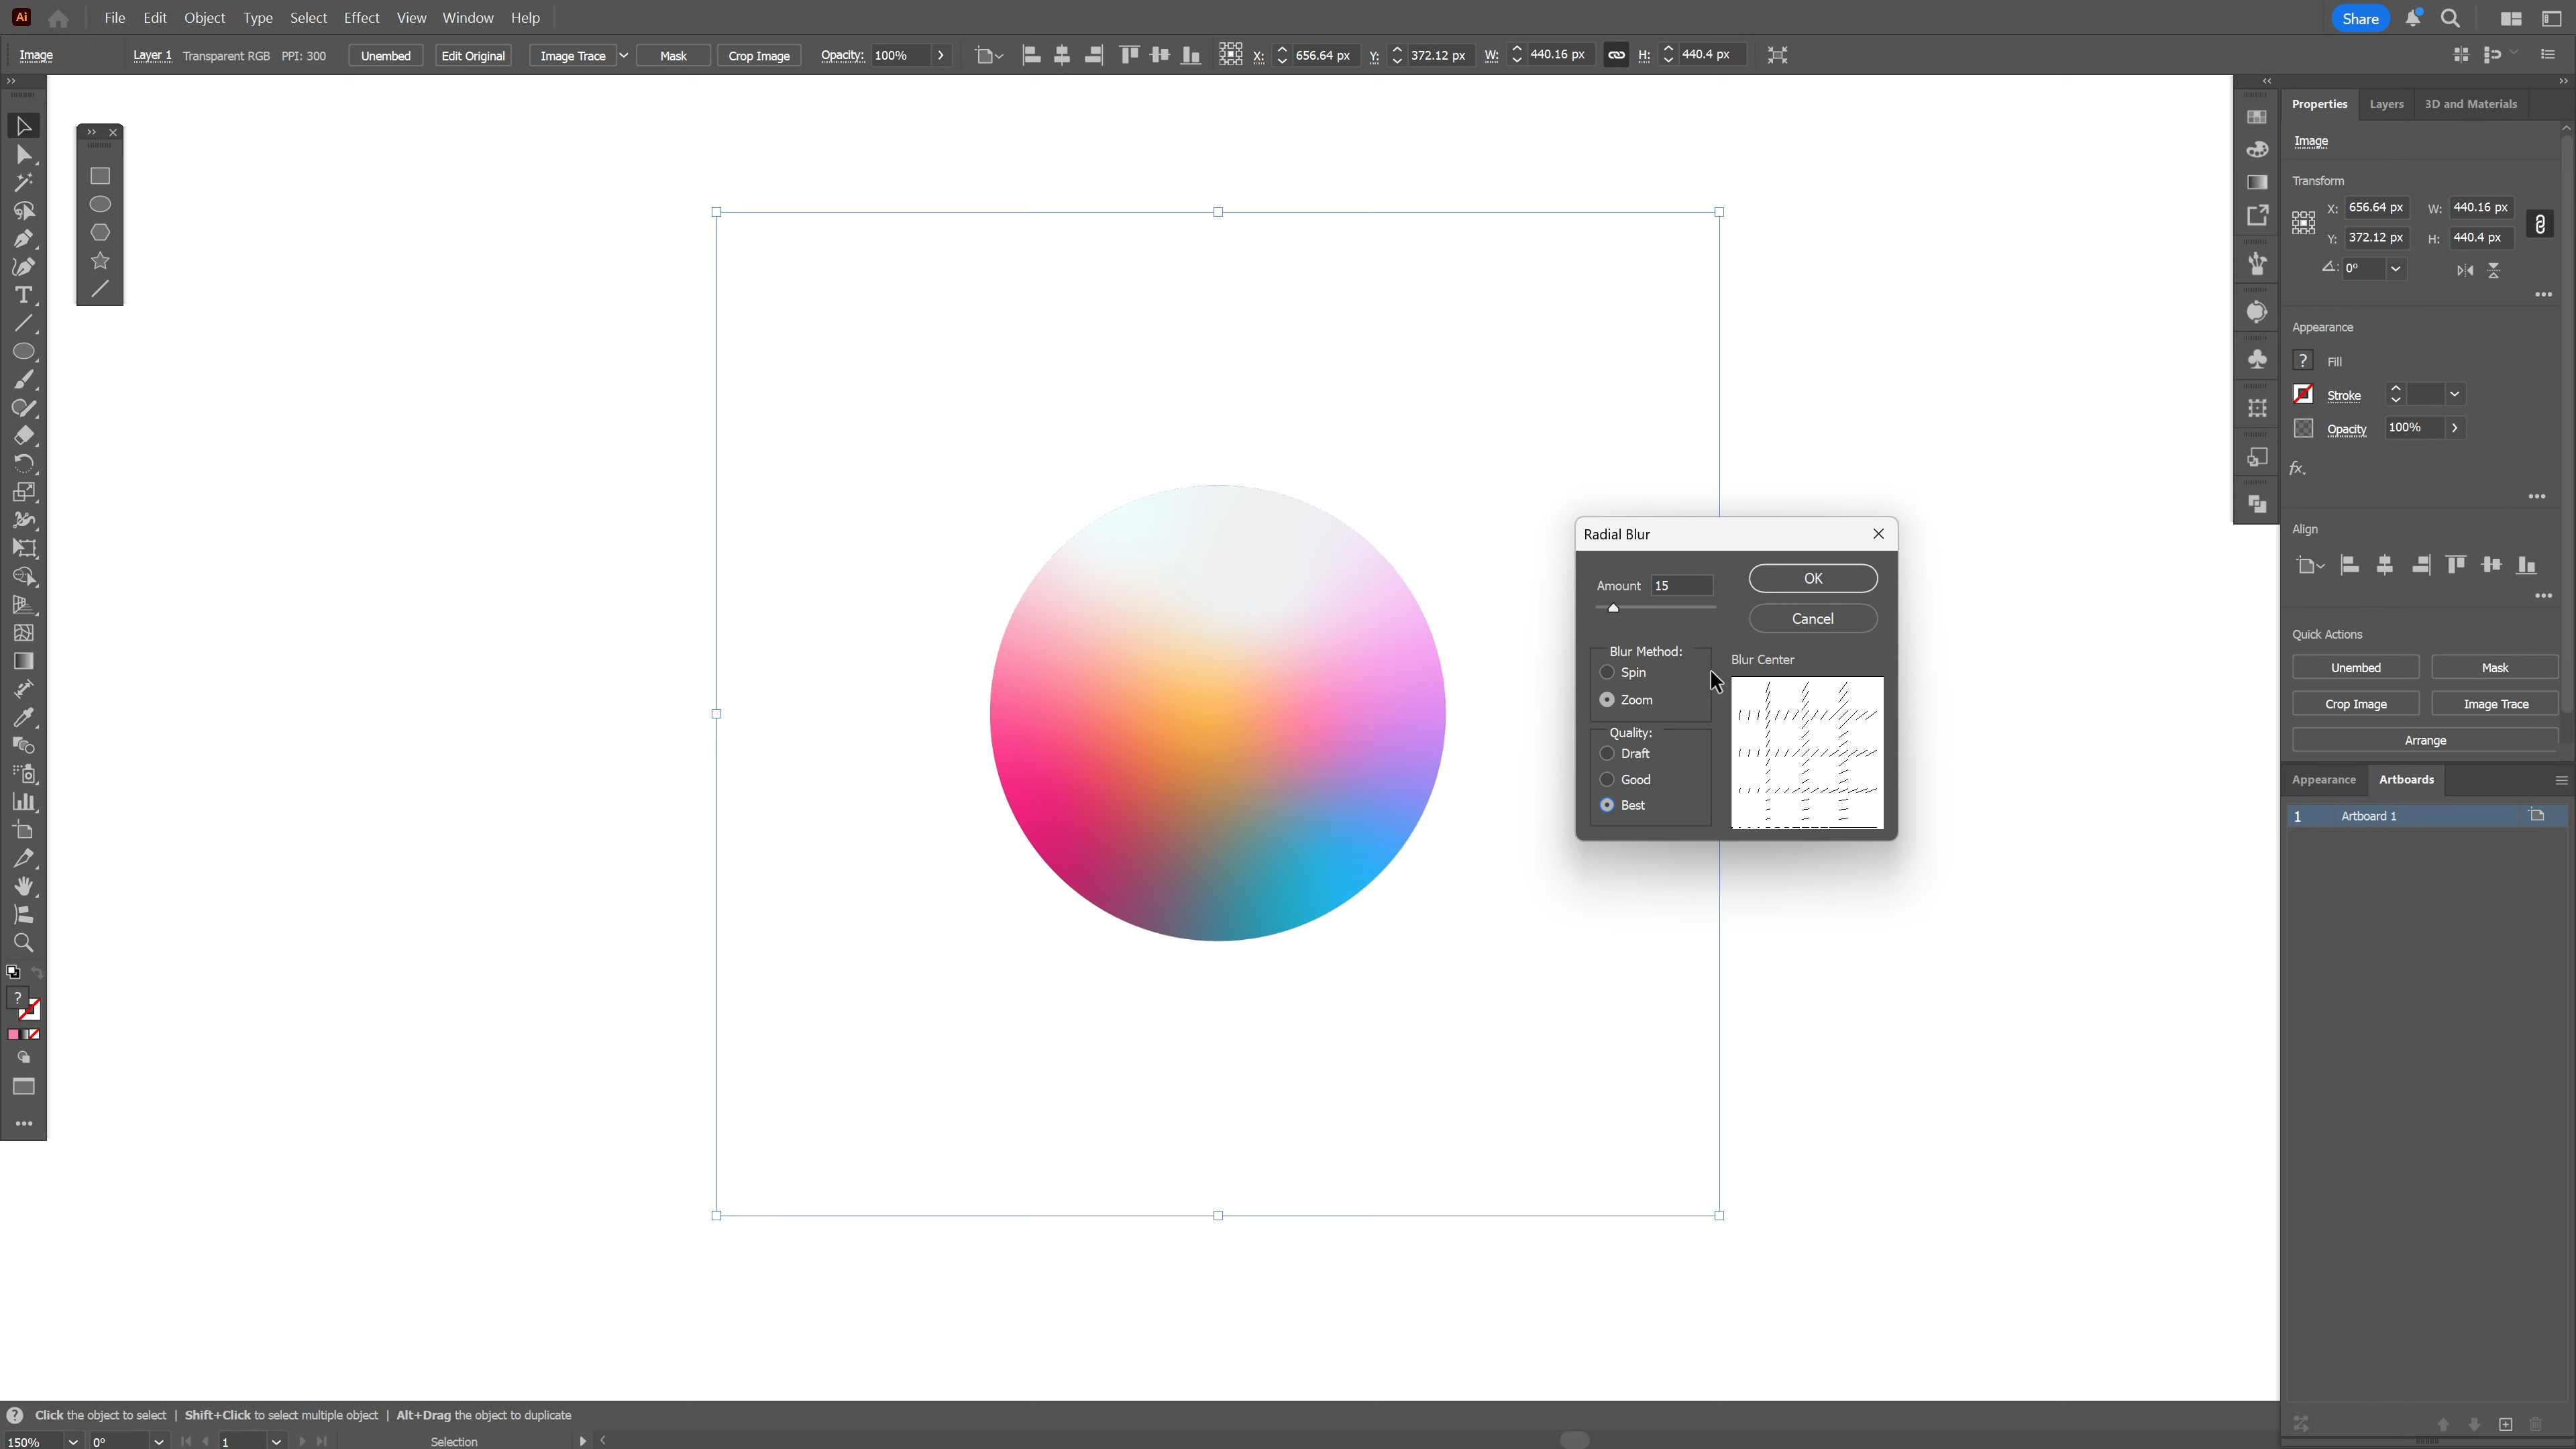 Ai File Edit Object Type Select Effect View Window Help Share
Image Layer 1 Transparent RGB PPI: 300 Unembed Edit Original Image Trace Mask Crop Image Opacity: 100% X: 656.64 px Y: 372.12 px W: 440.16 px H: 440.4 px
Properties Layers 3D and Materials
Image
Transform
X: 656.64 px W: 440.16 px
Y: 372.12 px H: 440.4 px
0°
Appearance
? Fill
Stroke
Opacity 100%
fx.
Align
Quick Actions
Unembed Mask
Crop Image Image Trace
Arrange
Appearance Artboards
1 Artboard 1
Radial Blur
Amount 15 OK
Cancel
Blur Method: Blur Center
Spin
Zoom
Quality:
Draft
Good
Best
T
?
? Click the object to select | Shift+Click to select multiple object | Alt+Drag the object to duplicate
150% 0° 1 Selection